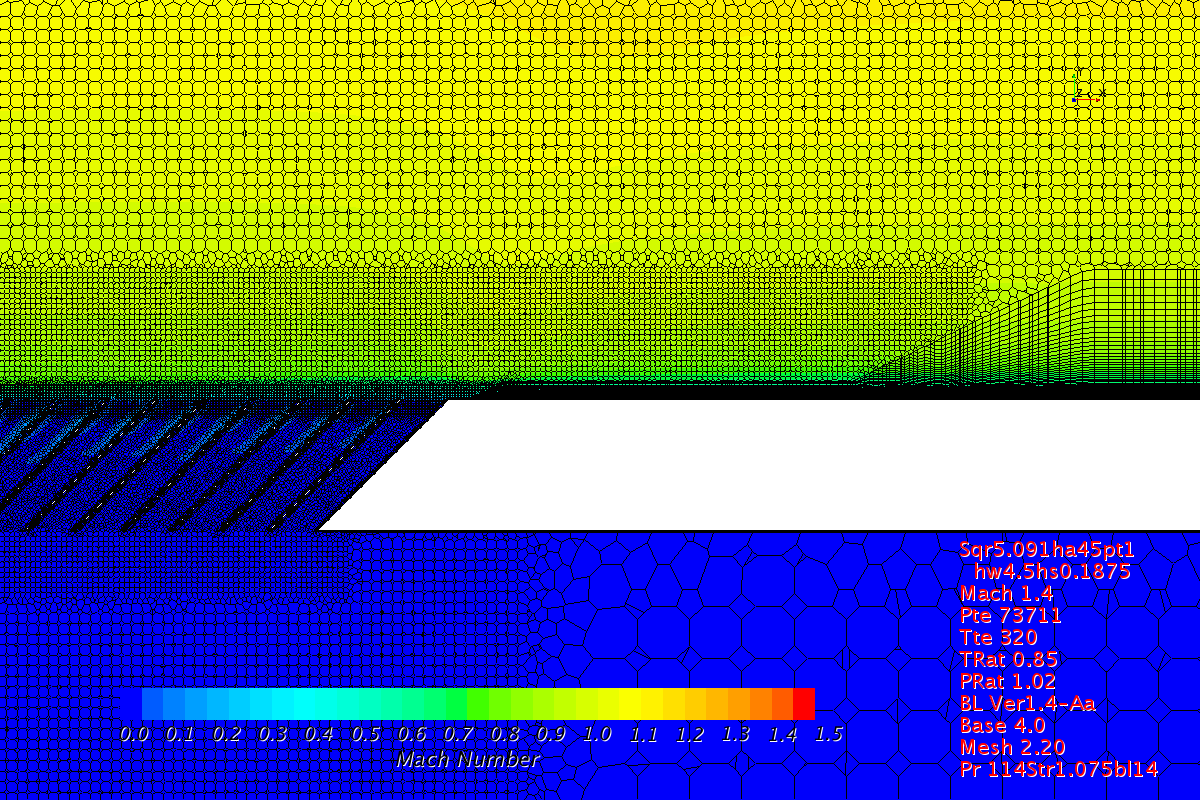 Y
Z X
Sqr5.091ha45pt1
hw4.5hs0.1875
Mach 1.4
Pte 73711
Tte 320
TRat 0.85
PRat 1.02
BL Ver1.4-Aa
Base 4.0
Mesh 2.20
Pr 114Str1.075bl14
0.0 0.1 0.2 0.3 0.4 0.5 0.6 0.7 0.8 0.9 1.0 1.1 1.2 1.3 1.4 1.5
Mach Number